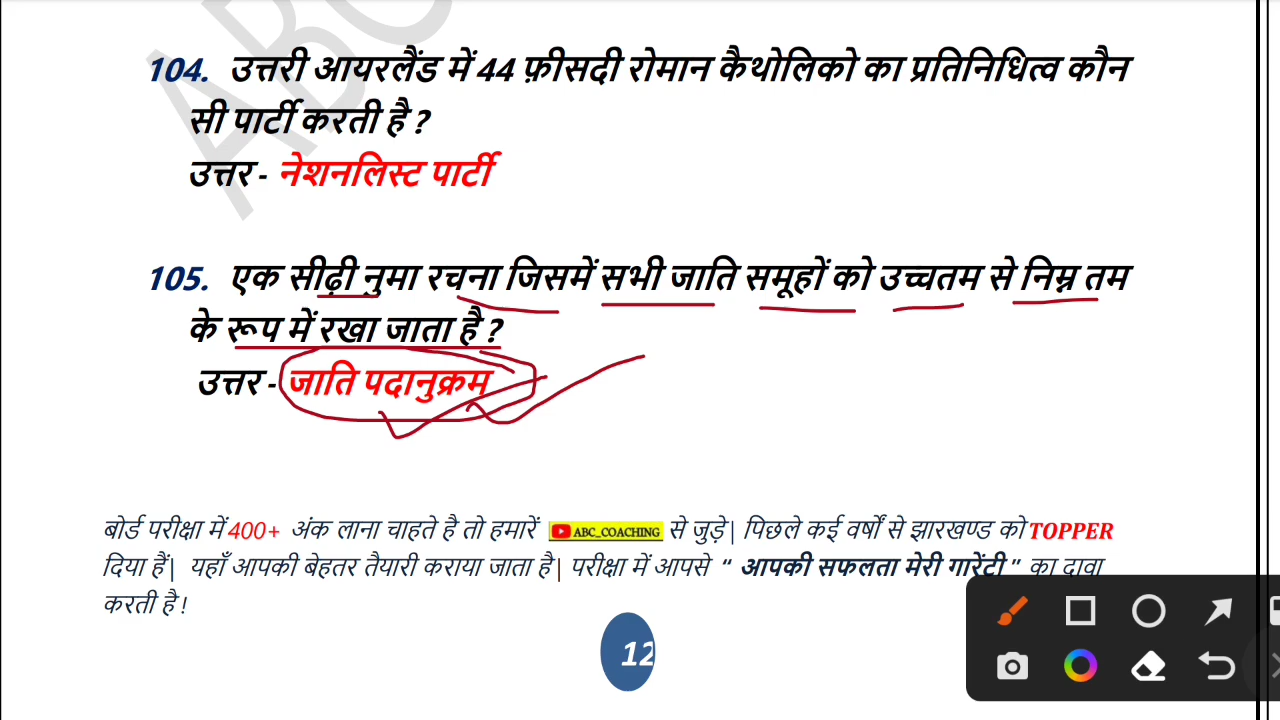 ABC
104. उत्तरी आयरलैंड में 44 फ़ीसदी रोमान कैथोलिको का प्रतिनिधित्व कौन
सी पार्टी करती है ?
उत्तर - नेशनलिस्ट पार्टी
105. एक सीढ़ी नुमा रचना जिसमें सभी जाति समूहों को उच्चतम से निम्न तम
के रूप में रखा जाता है ?
उत्तर - जाति पदानुक्रम
बोर्ड परीक्षा में 400+ अंक लाना चाहते है तो हमारें ABC_COACHING से जुड़े| पिछले कई वर्षों से झारखण्ड को TOPPER
दिया हैं| यहाँ आपकी बेहतर तैयारी कराया जाता है| परीक्षा में आपसे “ आपकी सफलता मेरी गारेंटी ” का दावा
करती है !
12